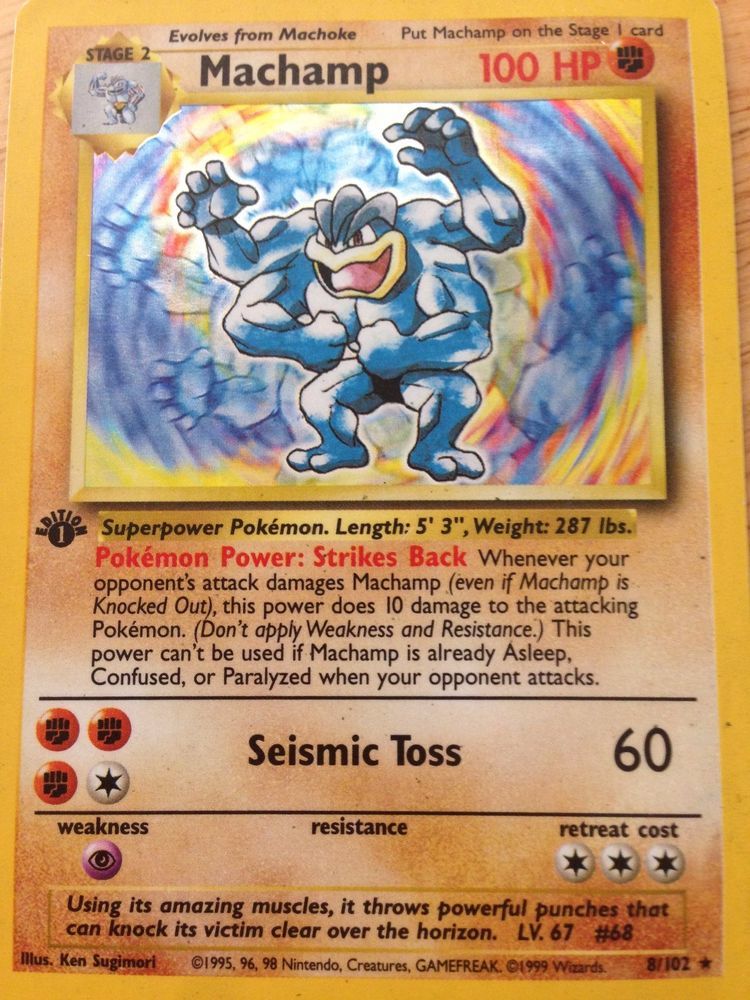 Evolves from Machoke Put Machamp on the Stage 1 card
STAGE 2
Machamp 100 HP
EDITION 1
Superpower Pokémon. Length: 5' 3", Weight: 287 lbs.
Pokémon Power: Strikes Back Whenever your
opponent's attack damages Machamp (even if Machamp is
Knocked Out), this power does 10 damage to the attacking
Pokémon. (Don't apply Weakness and Resistance.) This
power can't be used if Machamp is already Asleep,
Confused, or Paralyzed when your opponent attacks.
Seismic Toss 60
weakness resistance retreat cost
Using its amazing muscles, it throws powerful punches that
can knock its victim clear over the horizon. LV. 67 #68
Illus. Ken Sugimori ©1995, 96, 98 Nintendo, Creatures, GAMEFREAK. ©1999 Wizards. 8/102 ★